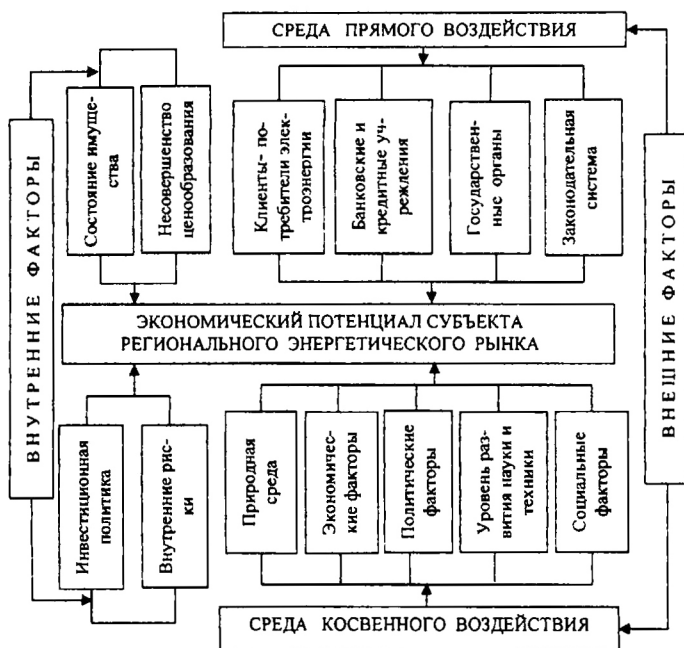 СРЕДА ПРЯМОГО ВОЗДЕЙСТВИЯ
ВНУТРЕННИЕ ФАКТОРЫ
Состояние имуще-
ства
Несовершенство
ценообразования
Клиенты- по-
требители элек-
троэнергии
Банковские и
кредитные уч-
реждения
Государствен-
ные органы
Законодательная
система
ВНЕШНИЕ ФАКТОРЫ
ЭКОНОМИЧЕСКИЙ ПОТЕНЦИАЛ СУБЪЕКТА
РЕГИОНАЛЬНОГО ЭНЕРГЕТИЧЕСКОГО РЫНКА
Инвестиционная
политика
Внутренние рис-
ки
Природная
среда
Экономичес-
кие факторы
Политические
факторы
Уровень раз-
вития науки и
техники
Социальные
факторы
СРЕДА КОСВЕННОГО ВОЗДЕЙСТВИЯ